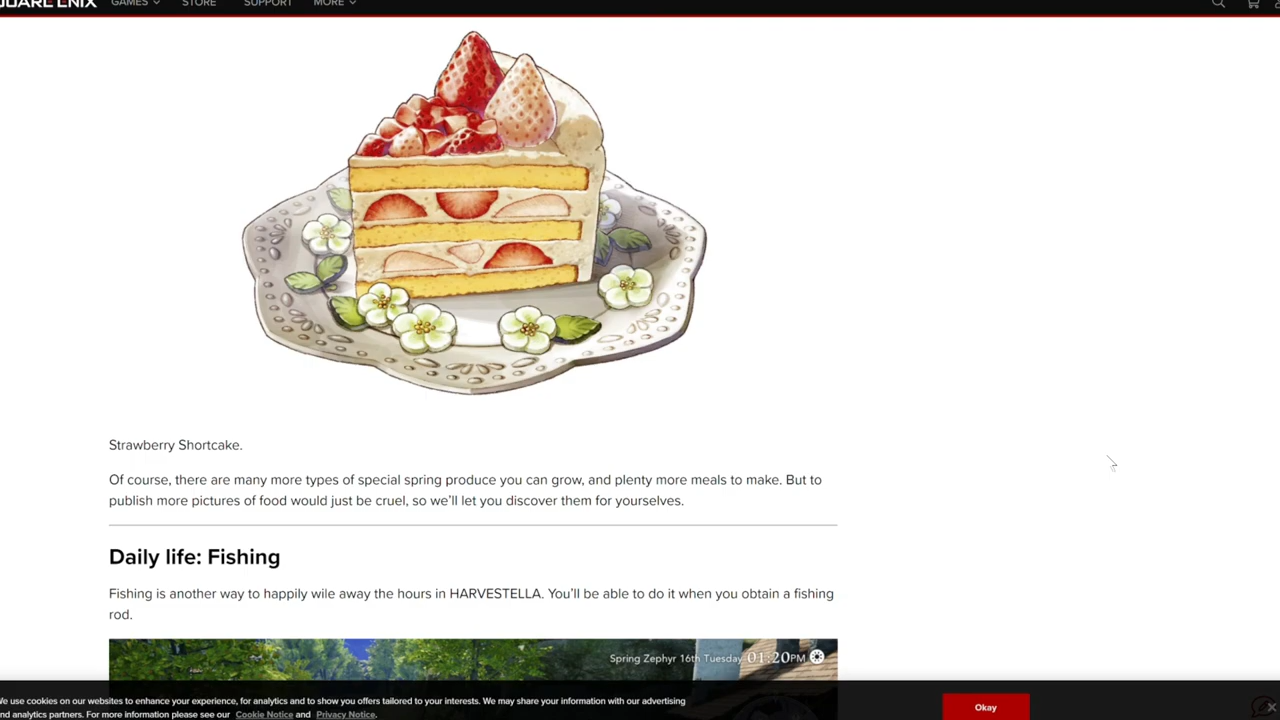 GAMES STORE SUPPORT MORE
Strawberry Shortcake.
Of course, there are many more types of special spring produce you can grow, and plenty more meals to make. But to
publish more pictures of food would just be cruel, so we'll let you discover them for yourselves.
Daily life: Fishing
Fishing is another way to happily wile away the hours in HARVESTELLA. You'll be able to do it when you obtain a fishing
rod.
Spring Zephyr 16th Tuesday 01:20PM
We use cookies on our websites to enhance your experience, for analytics and to show you offers tailored to your interests. We may share your information with our advertising
and analytics partners. For more information please see our Cookie Notice and Privacy Notice.
Okay